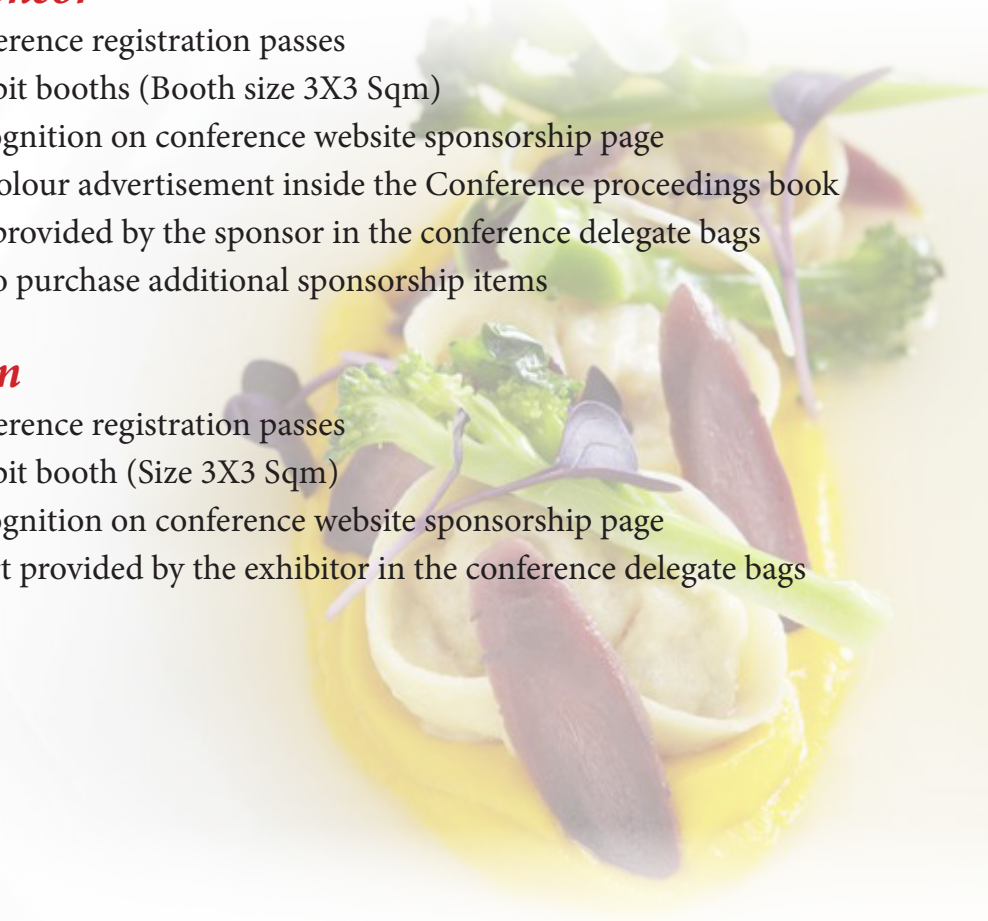 erence registration passes
bit booths (Booth size 3X3 Sqm)
ognition on conference website sponsorship page
olour advertisement inside the Conference proceedings book
provided by the sponsor in the conference delegate bags
o purchase additional sponsorship items
n
erence registration passes
bit booth (Size 3X3 Sqm)
ognition on conference website sponsorship page
t provided by the exhibitor in the conference delegate bags